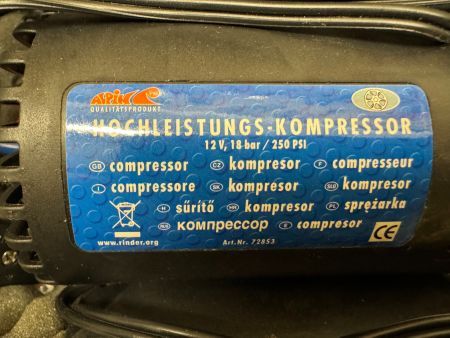 ALPIN
QUALITÄTSPRODUKT
HOCHLEISTUNGS-KOMPRESSOR
12 V, 18 bar / 250 PSI
GB compressor CZ kompresor F compresseur
I compressore SK kompresor SLO kompresor
H sűrítő HR kompresor PL sprężarka
RUS компрессор E compresor
www.rinder.org Art.Nr. 72853 CE